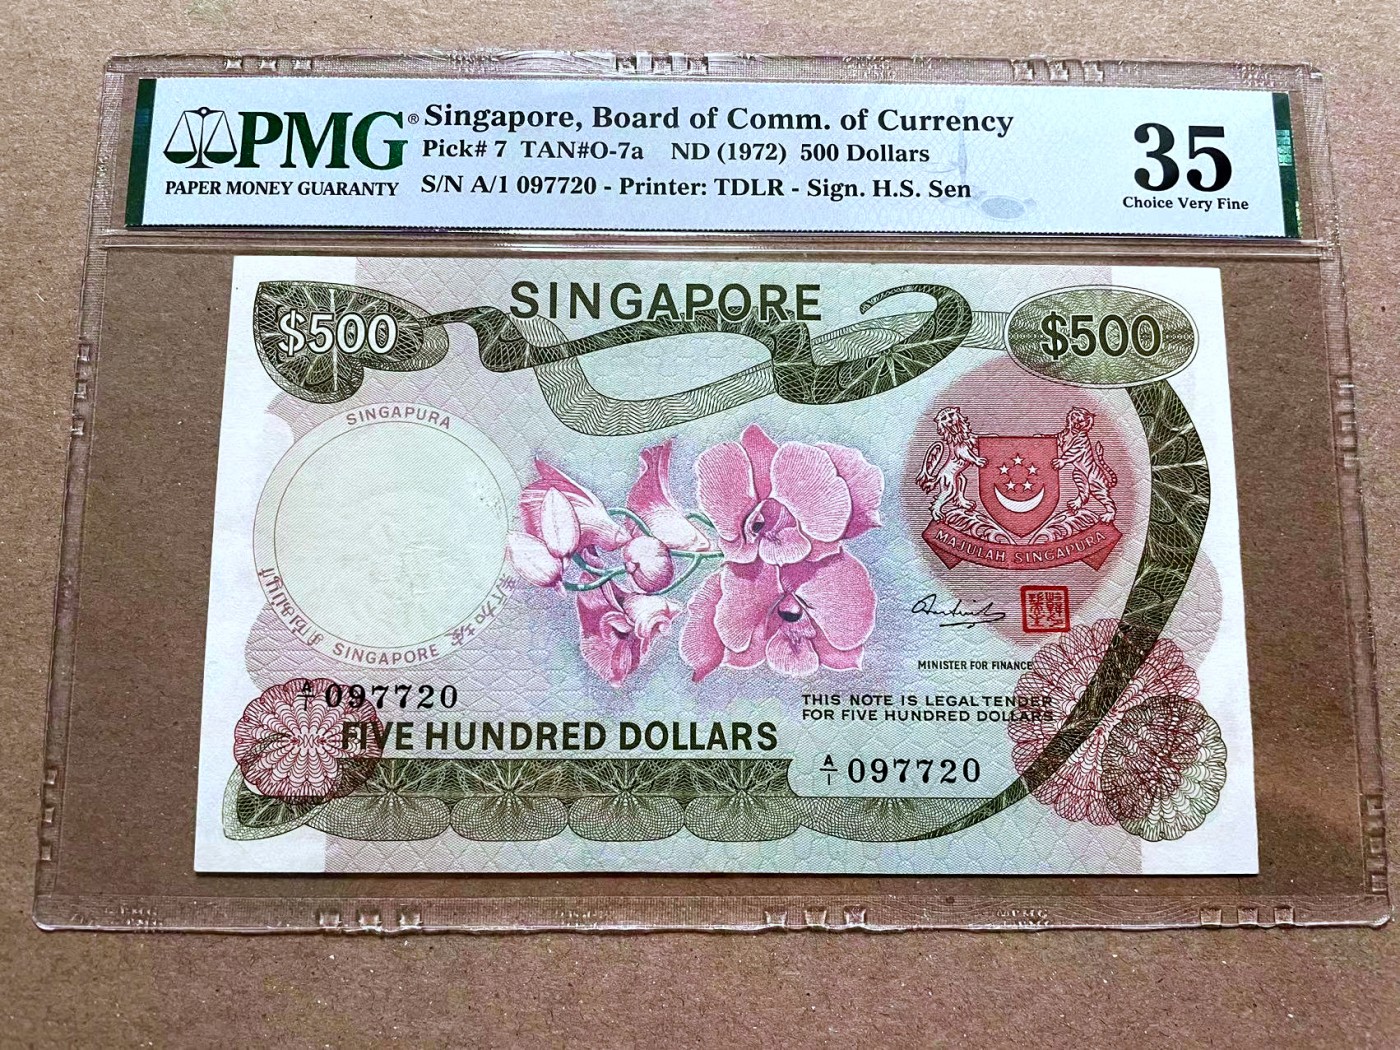 PMG®
PAPER MONEY GUARANTY
Singapore, Board of Comm. of Currency
Pick# 7 TAN#O-7a ND (1972) 500 Dollars
S/N A/1 097720 - Printer: TDLR - Sign. H.S. Sen
35
Choice Very Fine
$500
SINGAPORE
$500
SINGAPURA
SINGAPORE
MAJULAH SINGAPURA
MINISTER FOR FINANCE
A/1 097720
THIS NOTE IS LEGAL TENDER
FOR FIVE HUNDRED DOLLARS
FIVE HUNDRED DOLLARS
A/1 097720